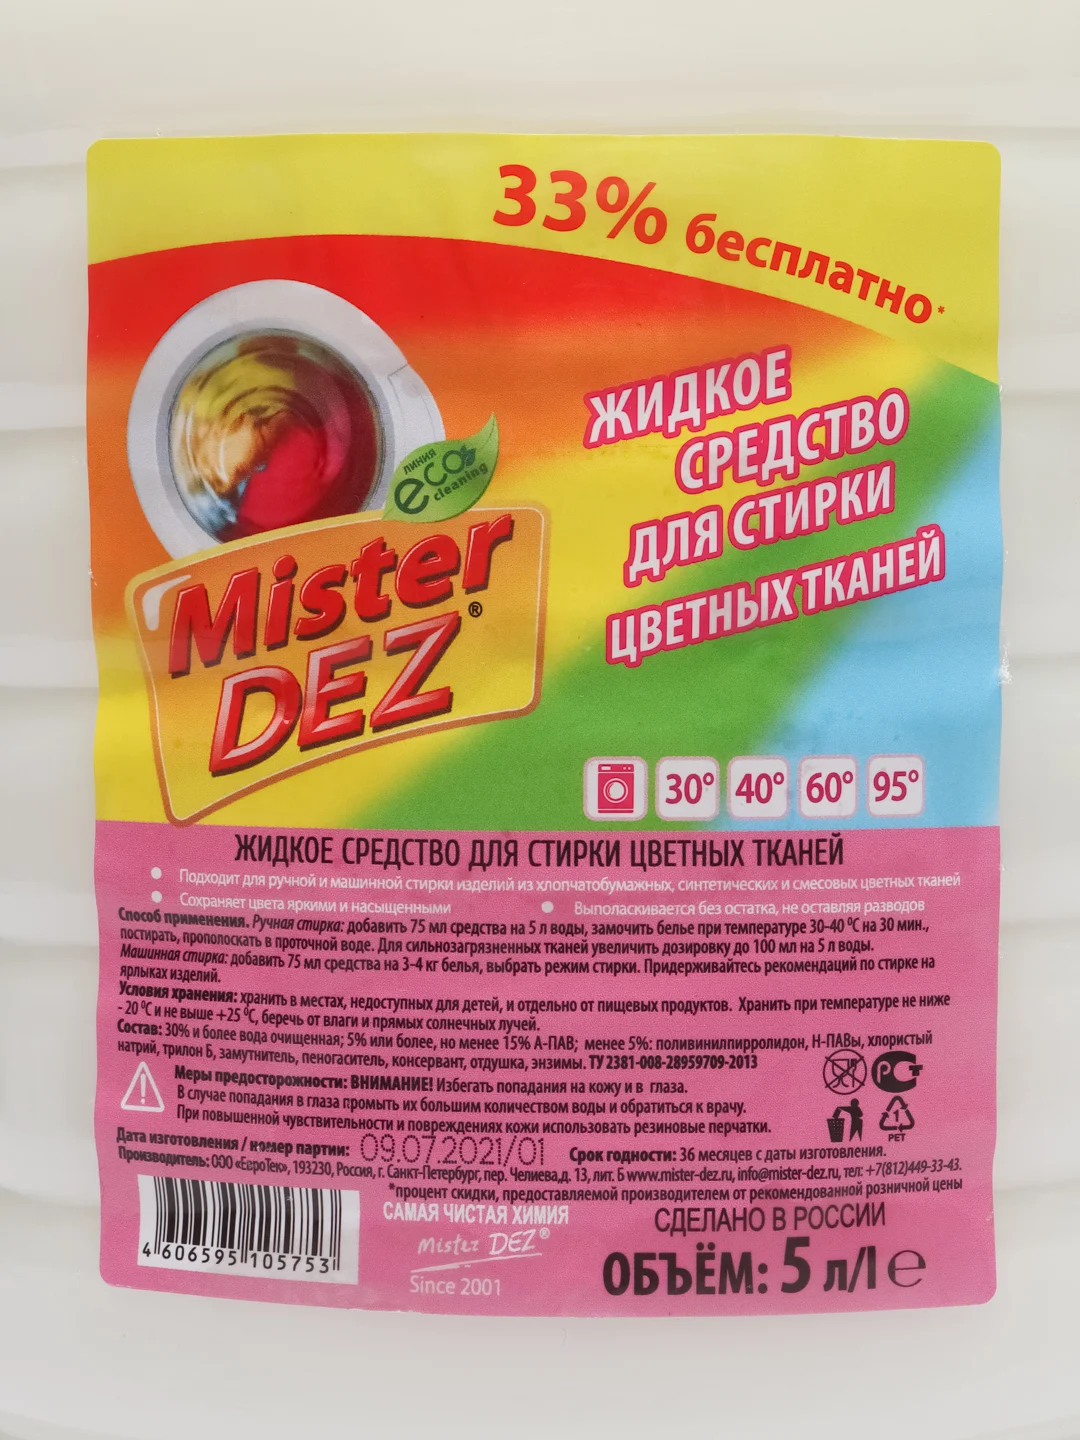 33% бесплатно*
ЖИДКОЕ
СРЕДСТВО
ДЛЯ СТИРКИ
ЦВЕТНЫХ ТКАНЕЙ
ЛИНИЯ
eco
cleaning
Mister
DEZ®
30° 40° 60° 95°
ЖИДКОЕ СРЕДСТВО ДЛЯ СТИРКИ ЦВЕТНЫХ ТКАНЕЙ
• Подходит для ручной и машинной стирки изделий из хлопчатобумажных, синтетических и смесовых цветных тканей
• Сохраняет цвета яркими и насыщенными • Выполаскивается без остатка, не оставляя разводов
Способ применения. Ручная стирка: добавить 75 мл средства на 5 л воды, замочить белье при температуре 30-40 °С на 30 мин.,
постирать, прополоскать в проточной воде. Для сильнозагрязненных тканей увеличить дозировку до 100 мл на 5 л воды.
Машинная стирка: добавить 75 мл средства на 3-4 кг белья, выбрать режим стирки. Придерживайтесь рекомендаций по стирке на
ярлыках изделий.
Условия хранения: хранить в местах, недоступных для детей, и отдельно от пищевых продуктов. Хранить при температуре не ниже
- 20 °С и не выше +25 °С, беречь от влаги и прямых солнечных лучей.
Состав: 30% и более вода очищенная; 5% или более, но менее 15% А-ПАВ; менее 5%: поливинилпирролидон, Н-ПАВы, хлористый
натрий, трилон Б, замутнитель, пеногаситель, консервант, отдушка, энзимы. ТУ 2381-008-28959709-2013
Меры предосторожности: ВНИМАНИЕ! Избегать попадания на кожу и в глаза.
В случае попадания в глаза промыть их большим количеством воды и обратиться к врачу.
При повышенной чувствительности и повреждениях кожи использовать резиновые перчатки.
РСТ
1
PET
Дата изготовления / номер партии: 09.07.2021/01 Срок годности: 36 месяцев с даты изготовления.
Производитель: ООО «ЕвроТек», 193230, Россия, г. Санкт-Петербург, пер. Челиева,д. 13, лит. Б www.mister-dez.ru, info@mister-dez.ru, тел: +7(812)449-33-43.
*процент скидки, предоставляемой производителем от рекомендованной розничной цены
4 606595 105753
САМАЯ ЧИСТАЯ ХИМИЯ
Mister DEZ®
Since 2001
СДЕЛАНО В РОССИИ
ОБЪЁМ: 5 л/l ℮